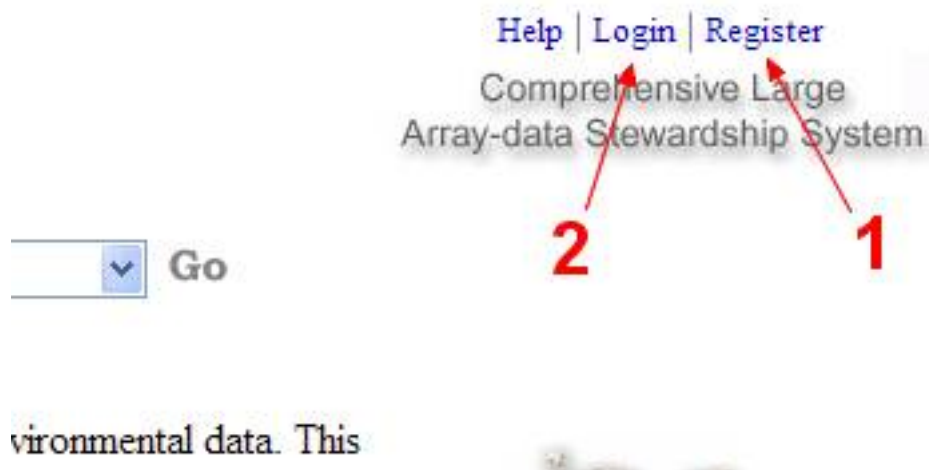 Help | Login | Register
Comprehensive Large
Array-data Stewardship System
2 1
Go
vironmental data. This